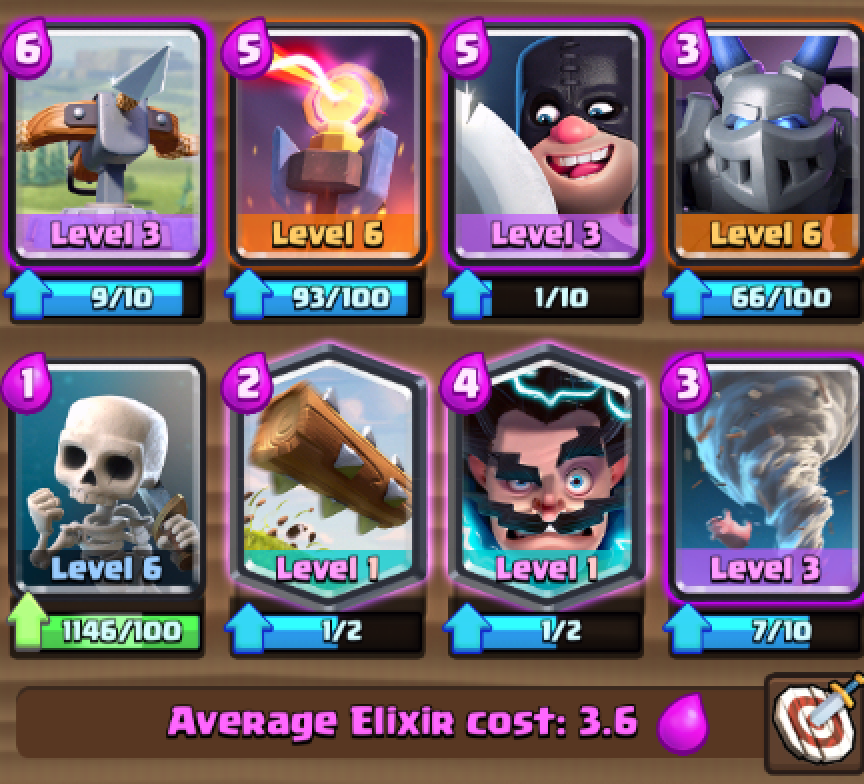 6 5 5 3
Level 3 Level 6 Level 3 Level 6
9/10 93/100 1/10 66/100
1 2 4 3
Level 6 Level 1 Level 1 Level 3
1146/100 1/2 1/2 7/10
Average Elixir cost: 3.6